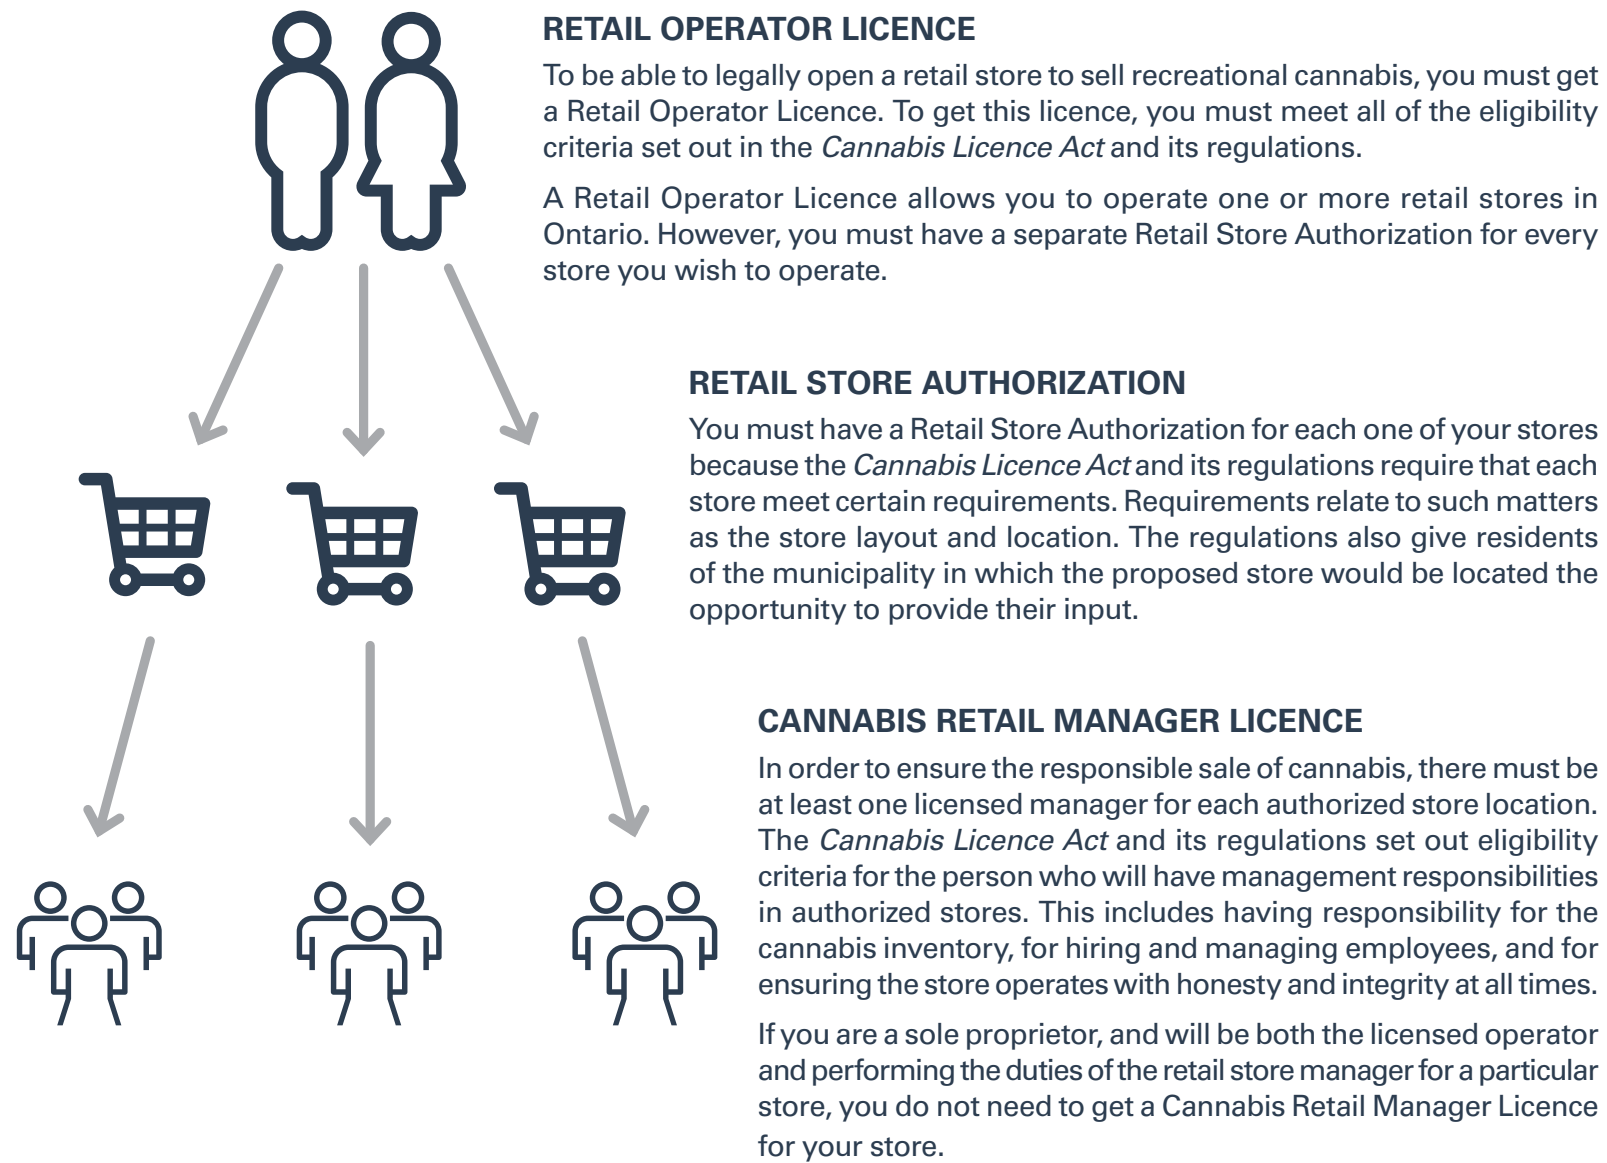 RETAIL OPERATOR LICENCE
To be able to legally open a retail store to sell recreational cannabis, you must get
a Retail Operator Licence. To get this licence, you must meet all of the eligibility
criteria set out in the Cannabis Licence Act and its regulations.
A Retail Operator Licence allows you to operate one or more retail stores in
Ontario. However, you must have a separate Retail Store Authorization for every
store you wish to operate.
RETAIL STORE AUTHORIZATION
You must have a Retail Store Authorization for each one of your stores
because the Cannabis Licence Act and its regulations require that each
store meet certain requirements. Requirements relate to such matters
as the store layout and location. The regulations also give residents
of the municipality in which the proposed store would be located the
opportunity to provide their input.
CANNABIS RETAIL MANAGER LICENCE
In order to ensure the responsible sale of cannabis, there must be
at least one licensed manager for each authorized store location.
The Cannabis Licence Act and its regulations set out eligibility
criteria for the person who will have management responsibilities
in authorized stores. This includes having responsibility for the
cannabis inventory, for hiring and managing employees, and for
ensuring the store operates with honesty and integrity at all times.
If you are a sole proprietor, and will be both the licensed operator
and performing the duties of the retail store manager for a particular
store, you do not need to get a Cannabis Retail Manager Licence
for your store.